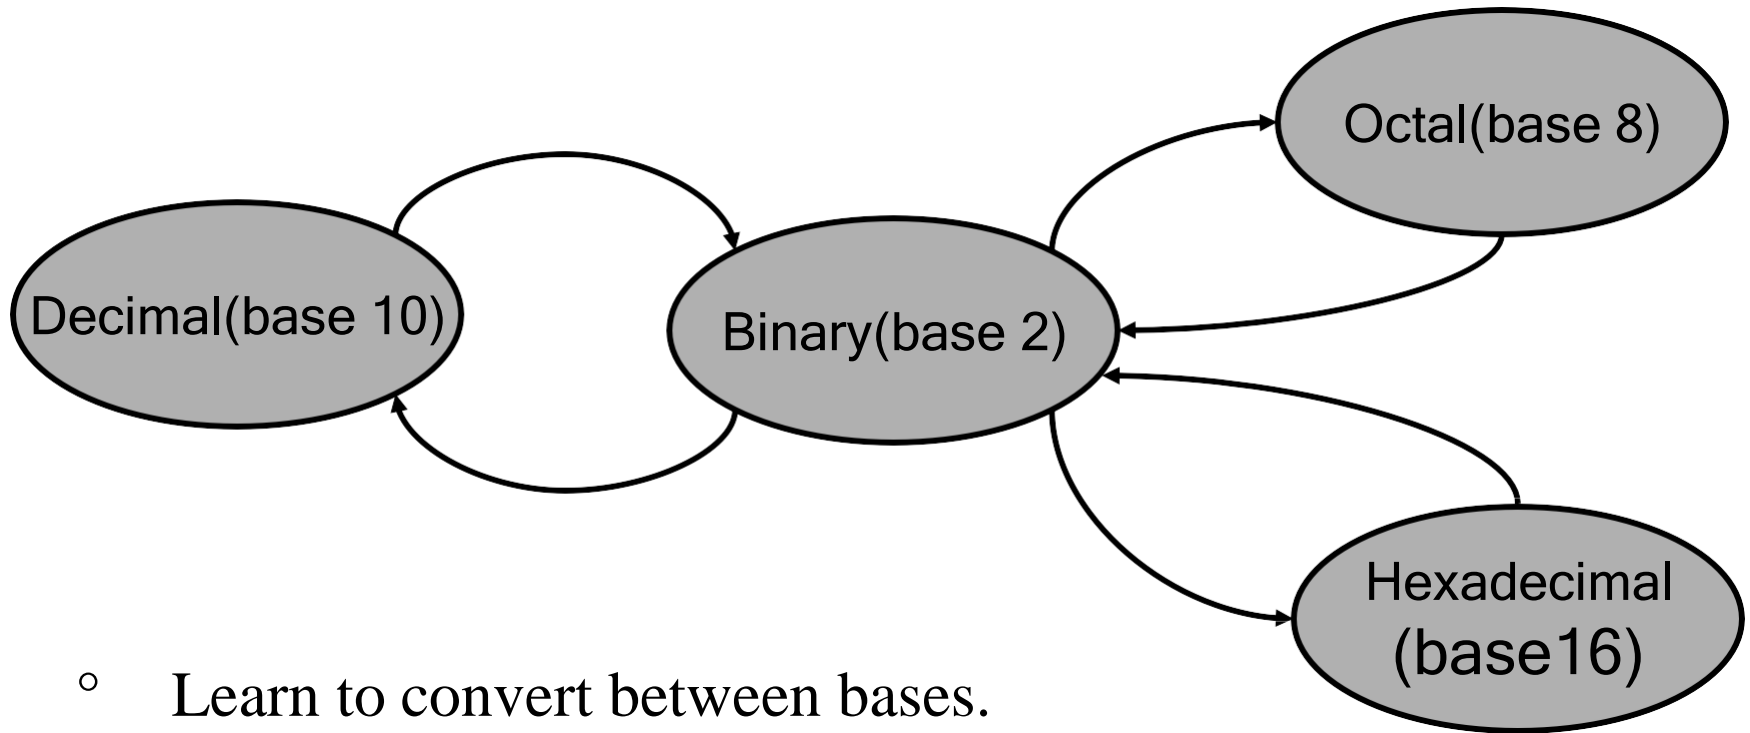 Octal(base 8)
Decimal(base 10)
Binary(base 2)
Hexadecimal
(base16)
° Learn to convert between bases.